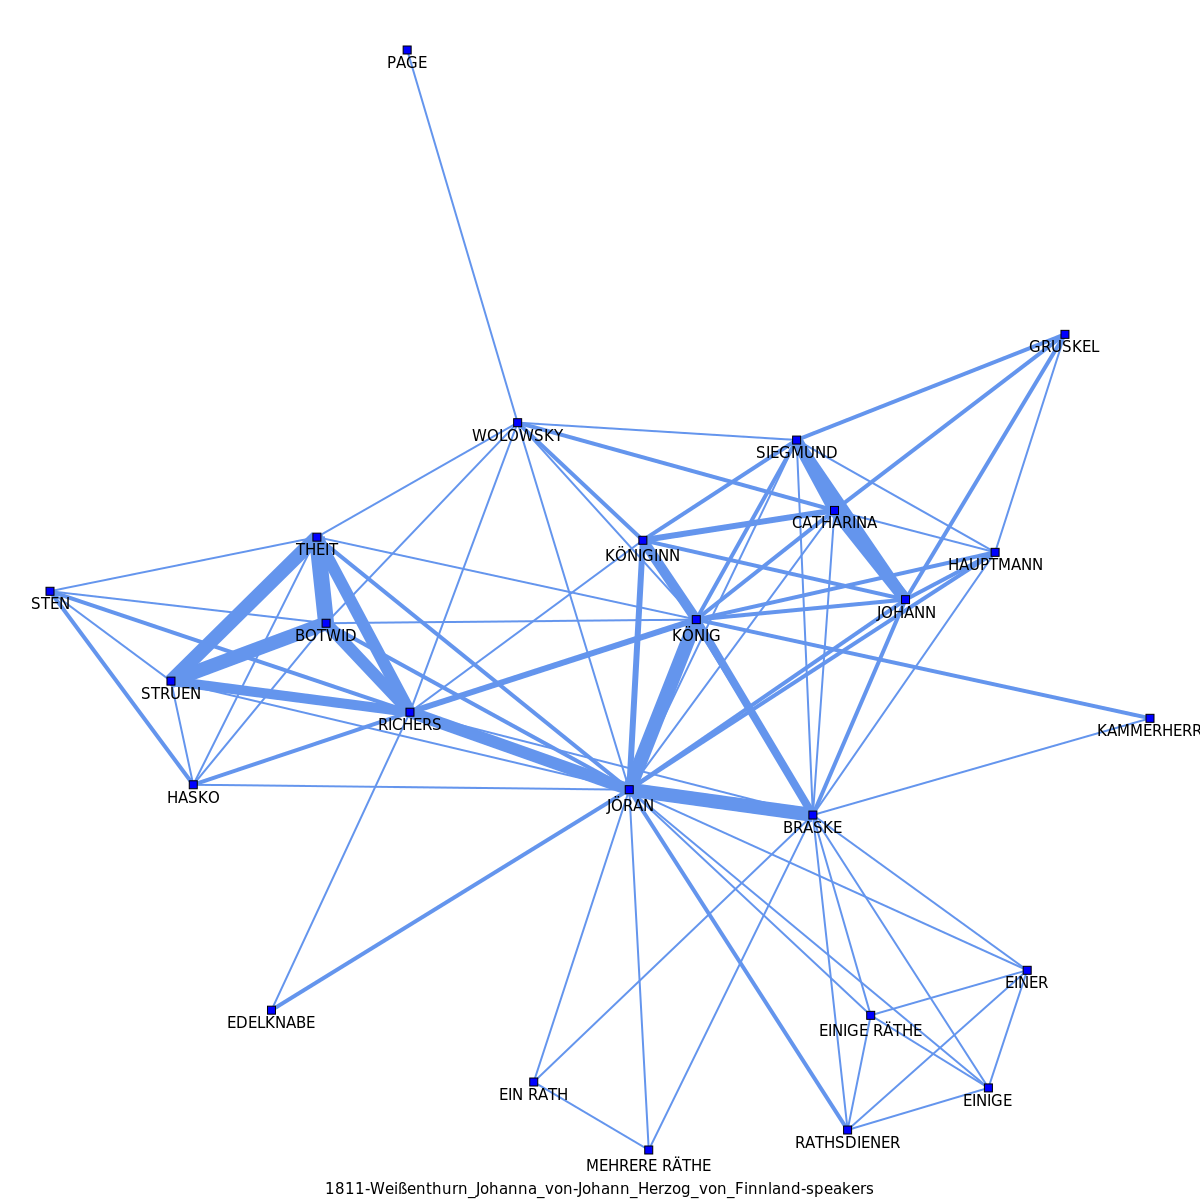 PAGE
GRUSKEL
WOLOWSKY
SIEGMUND
CATHARINA
THEIT
KÖNIGINN
HAUPTMANN
STEN
JOHANN
BOTWID
KÖNIG
STRUEN
RICHERS
KAMMERHERR
HASKO
JÖRAN
BRASKE
EINER
EDELKNABE
EINIGE RÄTHE
EIN RATH
EINIGE
RATHSDIENER
MEHRERE RÄTHE
1811-Weißenthurn_Johanna_von-Johann_Herzog_von_Finnland-speakers